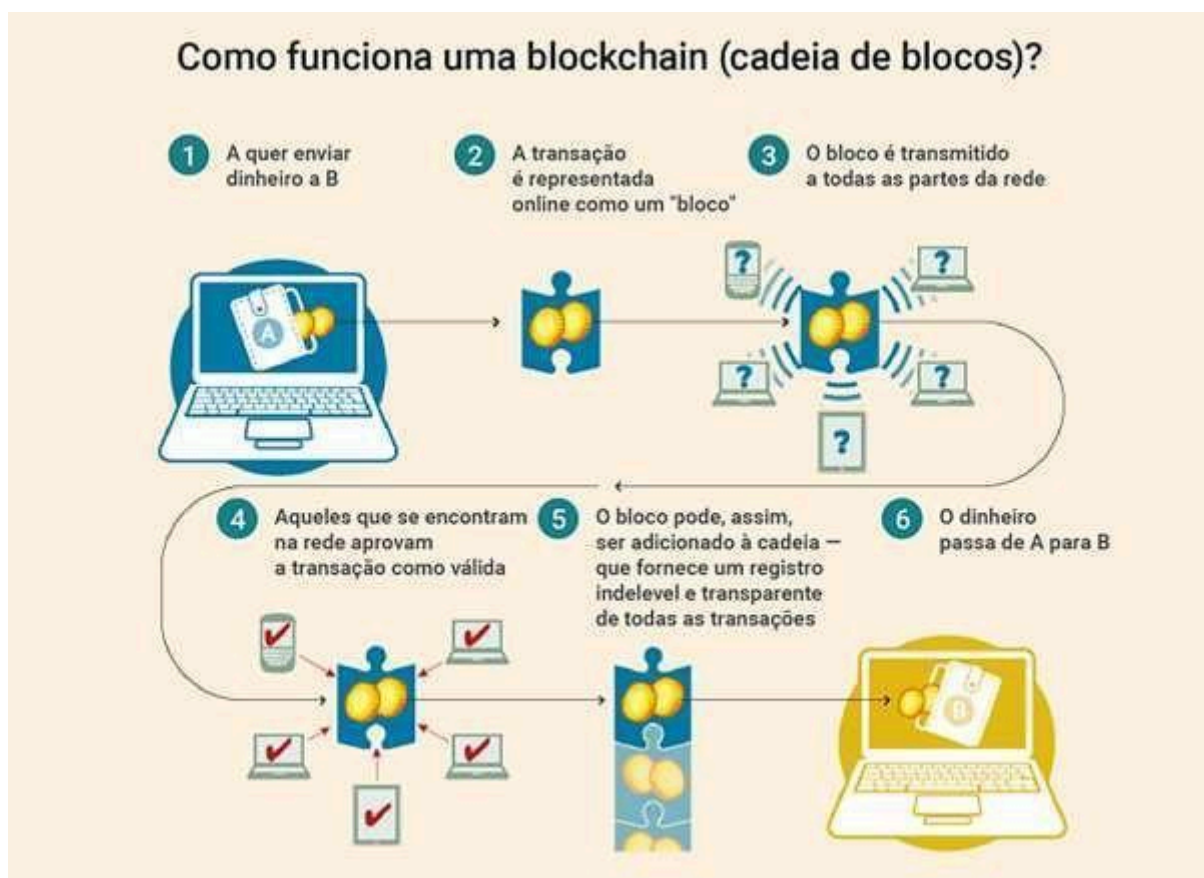 Como funciona uma blockchain (cadeia de blocos)?
1
A quer enviar
dinheiro a B
2
A transação
é representada
online como um "bloco"
3
O bloco é transmitido
a todas as partes da rede
A
?
?
?
?
?
4
Aqueles que se encontram
na rede aprovam
a transação como válida
5
O bloco pode, assim,
ser adicionado à cadeia —
que fornece um registro
indelevel e transparente
de todas as transações
6
O dinheiro
passa de A para B
B